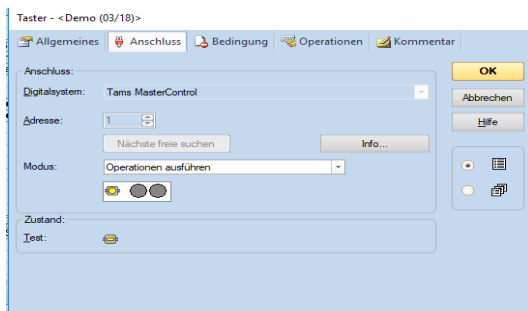 Taster - <Demo (03/18)>
Allgemeines Anschluss Bedingung Operationen Kommentar
Anschluss:
Digitalsystem: Tams MasterControl
Adresse: 1
Nächste freie suchen Info...
Modus: Operationen ausführen
Zustand:
Test:
OK
Abbrechen
Hilfe